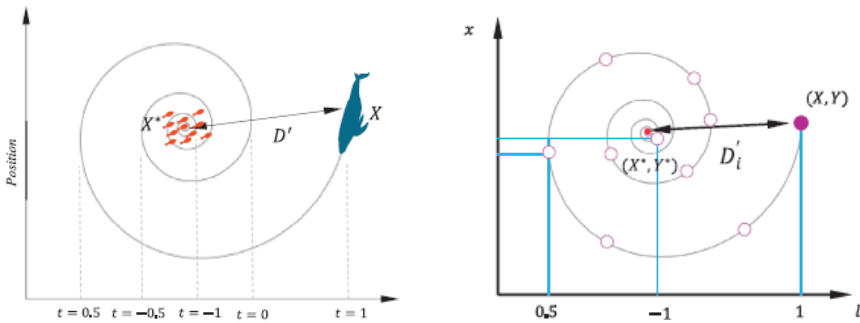 X*
X
D'
Position
t = 0.5
t = −0.5
t = −1
t = 0
t = 1
x
(X, Y)
(X*, Y*)
D'i
0.5
−1
1
l